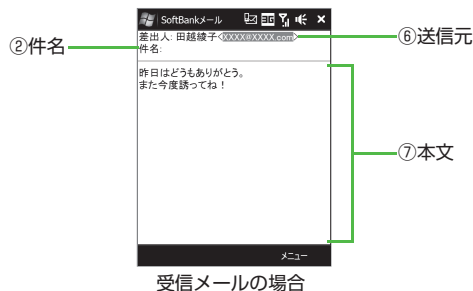 SoftBankメール
②件名
差出人: 田越綾子<XXXX@XXXX.com>
⑥送信元
件名:
昨日はどうもありがとう。
また今度誘ってね！
⑦本文
メニュー
受信メールの場合